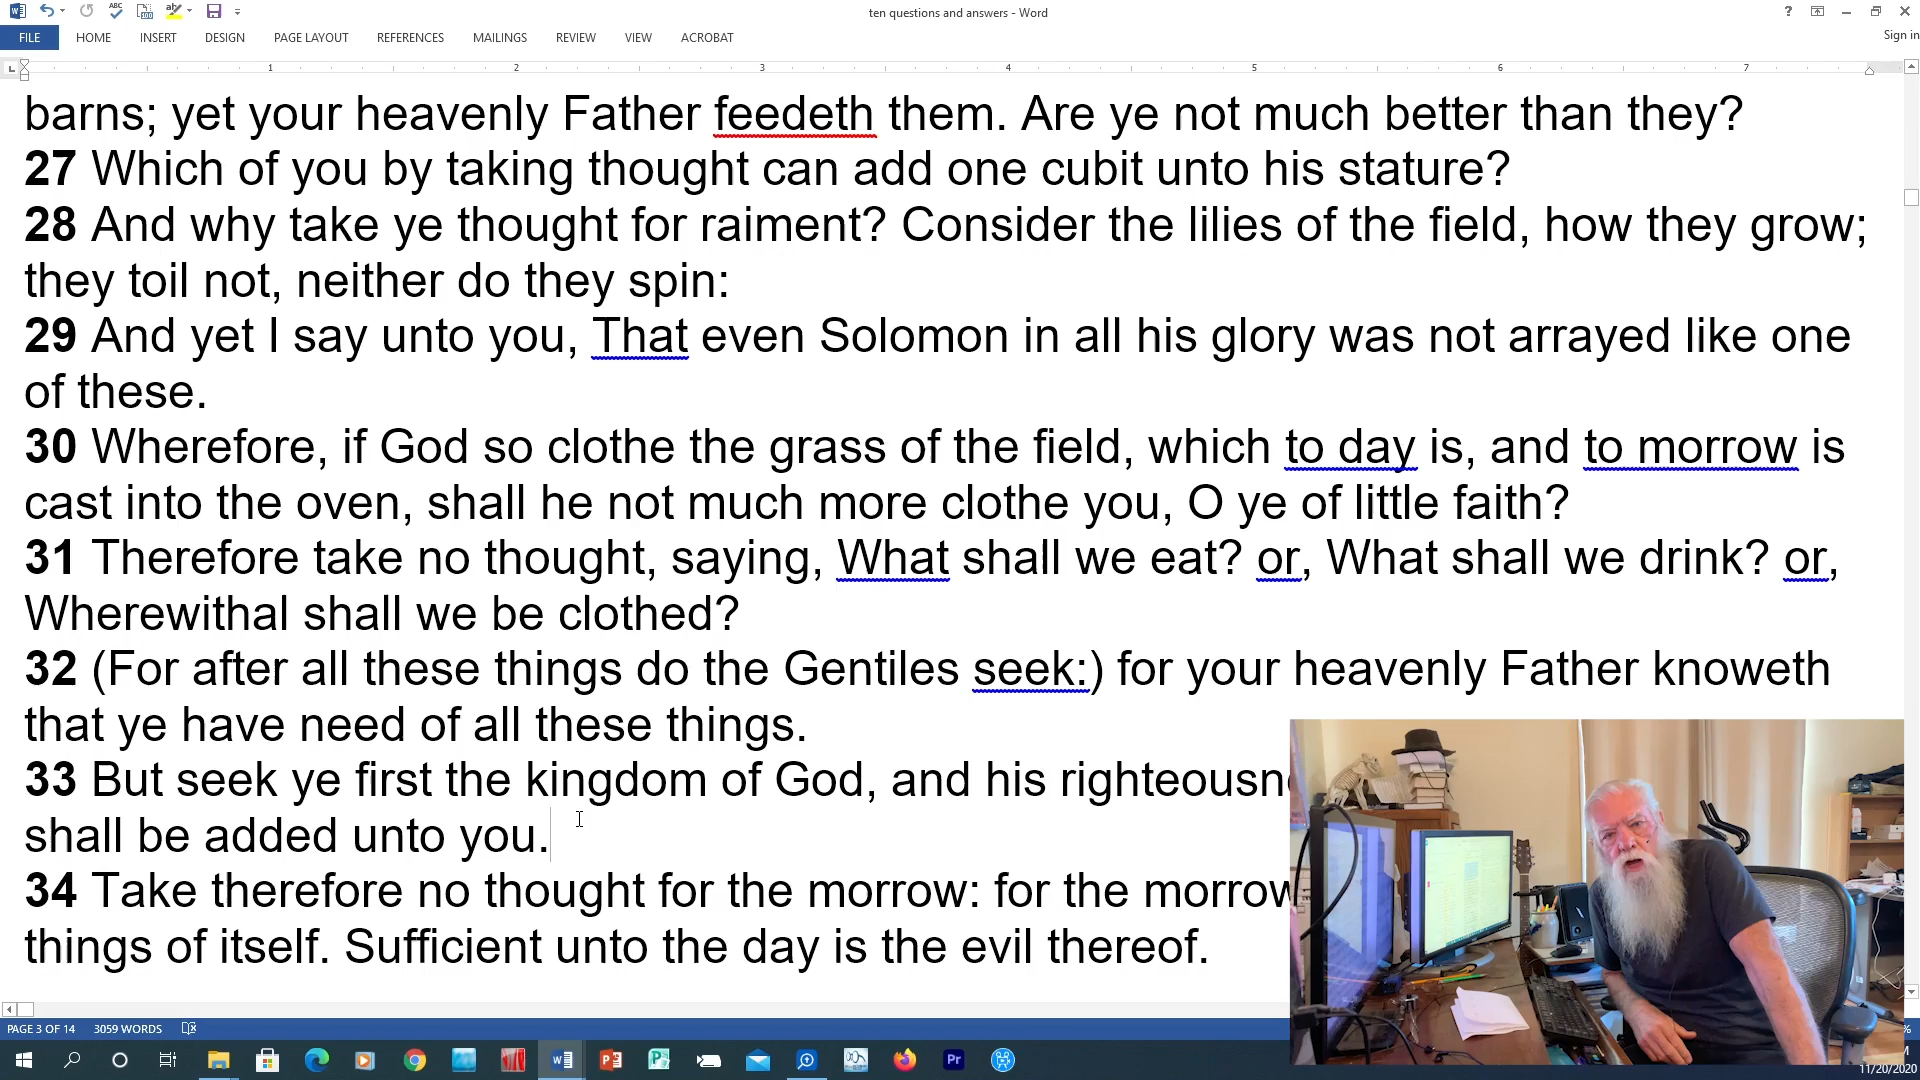 ten questions and answers - Word
?
FILE HOME INSERT DESIGN PAGE LAYOUT REFERENCES MAILINGS REVIEW VIEW ACROBAT
Sign in
1 2 3 4 5 6 7
barns; yet your heavenly Father feedeth them. Are ye not much better than they?
27 Which of you by taking thought can add one cubit unto his stature?
28 And why take ye thought for raiment? Consider the lilies of the field, how they grow;
they toil not, neither do they spin:
29 And yet I say unto you, That even Solomon in all his glory was not arrayed like one
of these.
30 Wherefore, if God so clothe the grass of the field, which to day is, and to morrow is
cast into the oven, shall he not much more clothe you, O ye of little faith?
31 Therefore take no thought, saying, What shall we eat? or, What shall we drink? or,
Wherewithal shall we be clothed?
32 (For after all these things do the Gentiles seek:) for your heavenly Father knoweth
that ye have need of all these things.
33 But seek ye first the kingdom of God, and his righteousn
shall be added unto you.
34 Take therefore no thought for the morrow: for the morrow
things of itself. Sufficient unto the day is the evil thereof.
PAGE 3 OF 14 3059 WORDS
%
M
11/20/2020